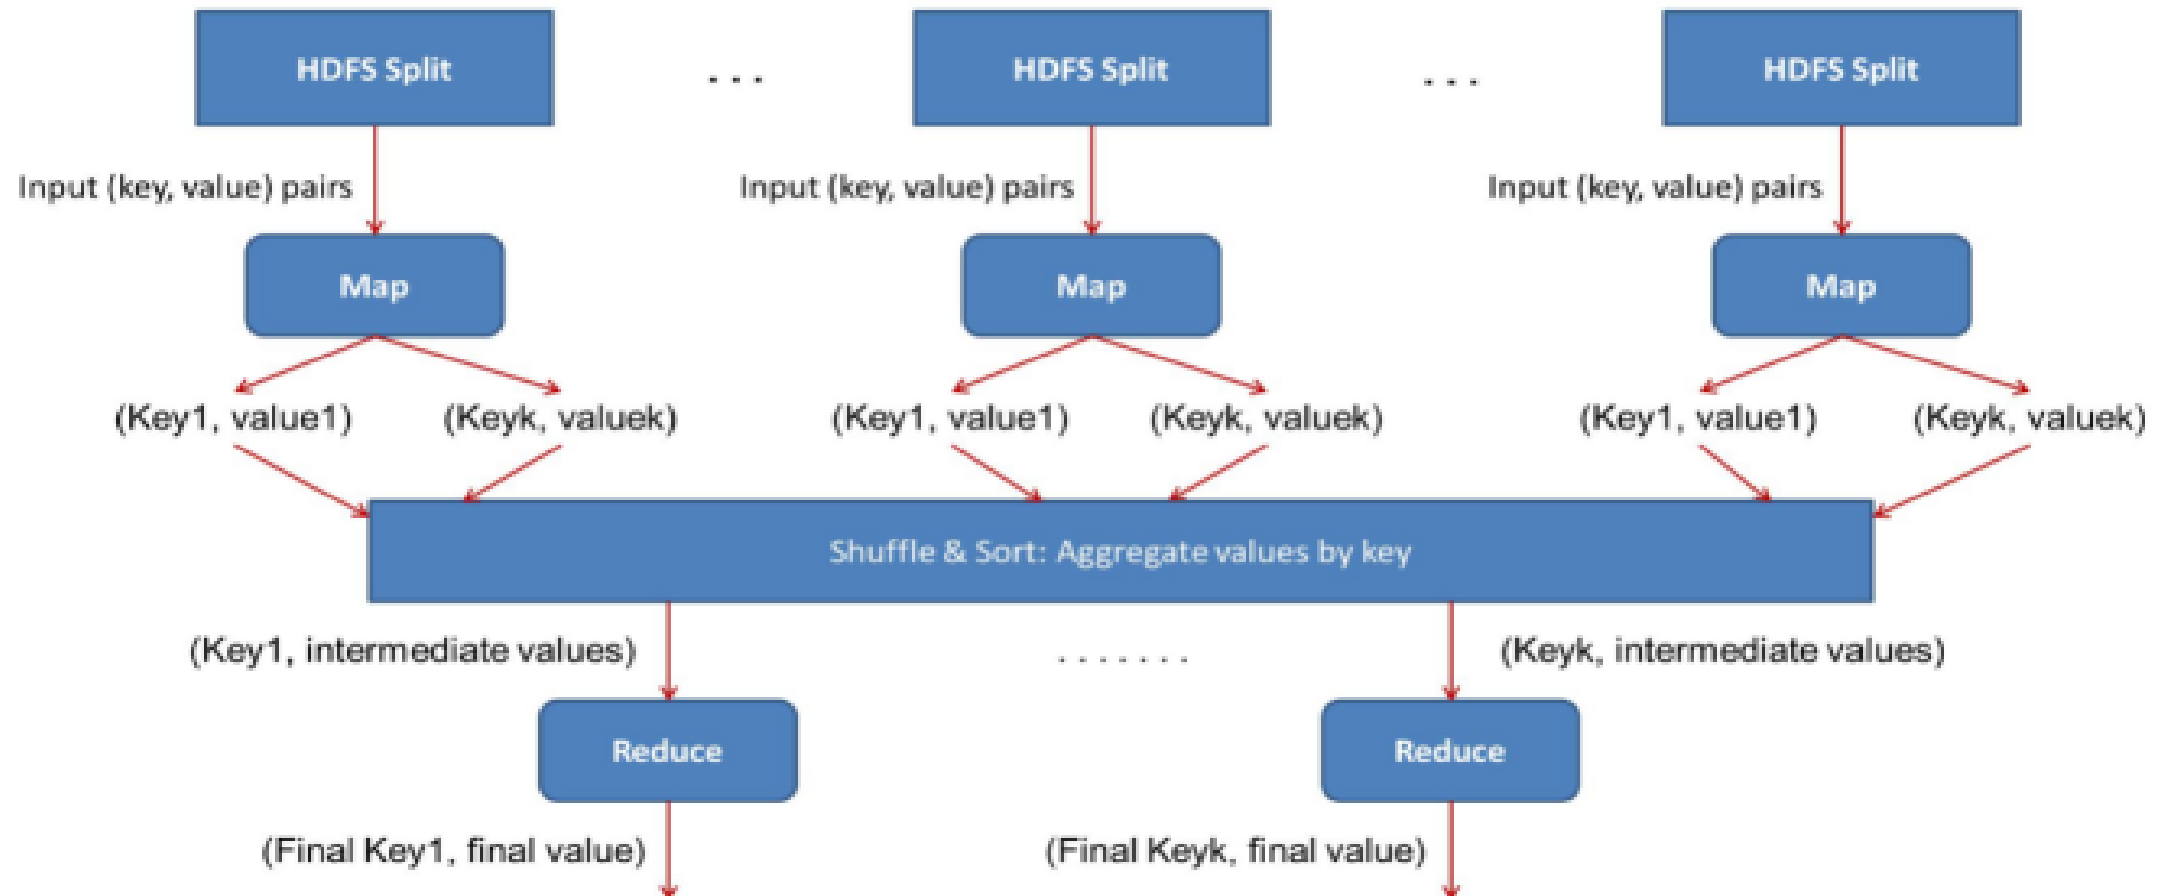 HDFS Split
. . .
HDFS Split
. . .
HDFS Split
Input (key, value) pairs
Input (key, value) pairs
Input (key, value) pairs
Map
Map
Map
(Key1, value1)
(Keyk, valuek)
(Key1, value1)
(Keyk, valuek)
(Key1, value1)
(Keyk, valuek)
Shuffle & Sort: Aggregate values by key
(Key1, intermediate values)
. . . . . . .
(Keyk, intermediate values)
Reduce
Reduce
(Final Key1, final value)
(Final Keyk, final value)